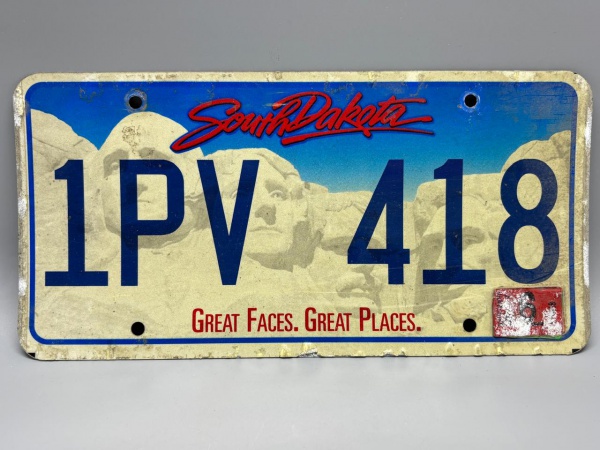 South Dakota
1PV 418
GREAT FACES. GREAT PLACES.